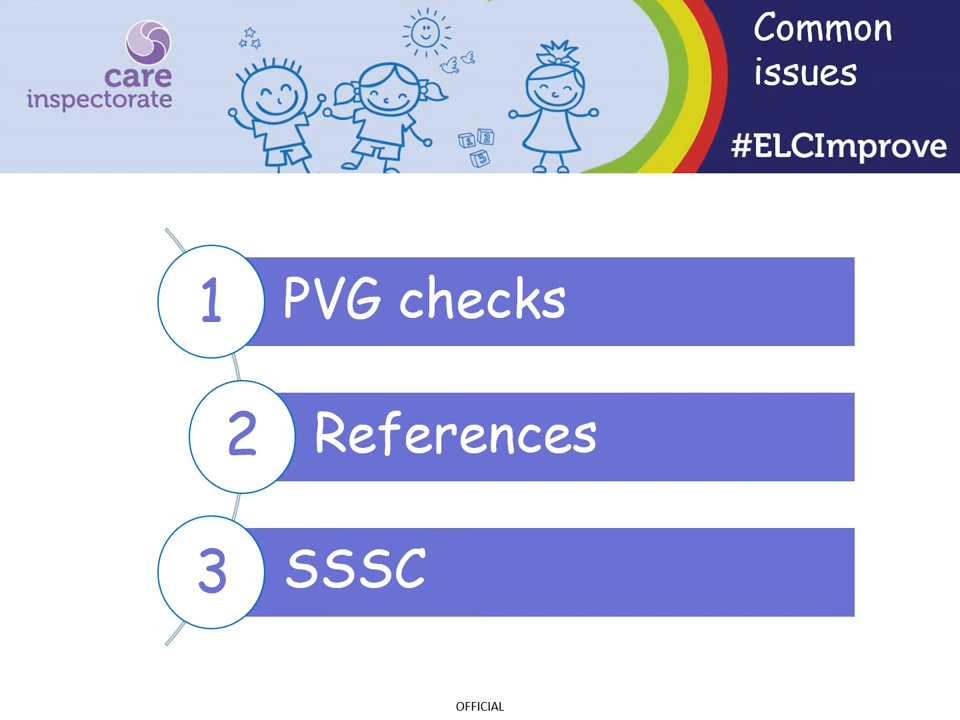 care
inspectorate
Common
issues
#ELCImprove
1
PVG checks
2
References
3
SSSC
OFFICIAL